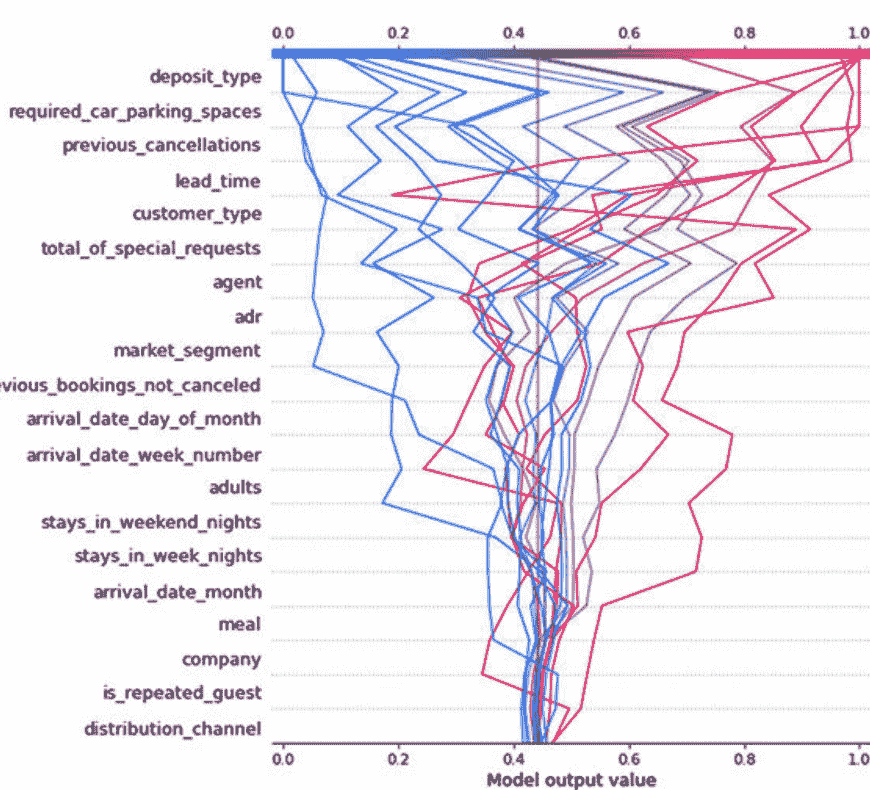 0.0 0.2 0.4 0.6 0.8 1.0
deposit_type
required_car_parking_spaces
previous_cancellations
lead_time
customer_type
total_of_special_requests
agent
adr
market_segment
evious_bookings_not_canceled
arrival_date_day_of_month
arrival_date_week_number
adults
stays_in_weekend_nights
stays_in_week_nights
arrival_date_month
meal
company
is_repeated_guest
distribution_channel
0.0 0.2 0.4 0.6 0.8 1.0
Model output value